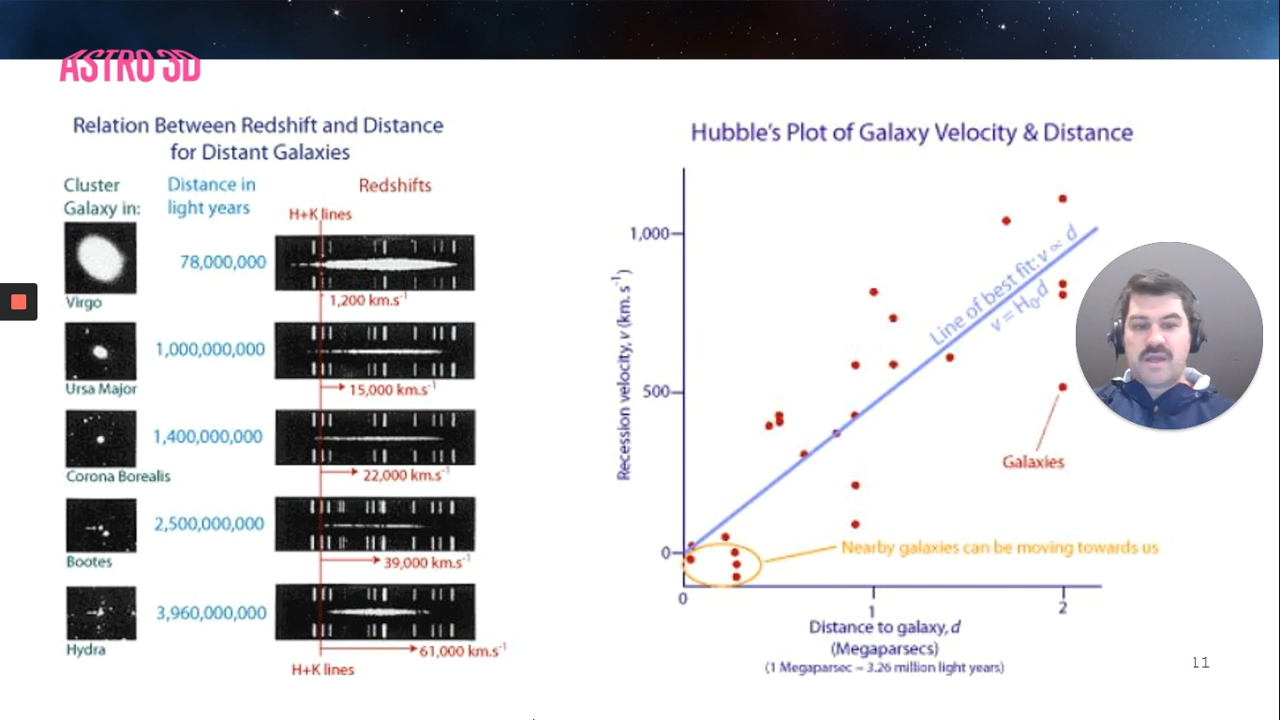 ASTRO 3D
Relation Between Redshift and Distance
for Distant Galaxies
Cluster
Galaxy in:
Distance in
light years
Redshifts
H+K lines
78,000,000
1,200 km.s⁻¹
Virgo
1,000,000,000
15,000 km.s⁻¹
Ursa Major
1,400,000,000
22,000 km.s⁻¹
Corona Borealis
2,500,000,000
39,000 km.s⁻¹
Bootes
3,960,000,000
61,000 km.s⁻¹
Hydra
H+K lines
Hubble's Plot of Galaxy Velocity & Distance
Recession velocity, v (km. s⁻¹)
1,000
500
0
Line of best fit: v ∝ d
v = H₀d
Galaxies
Nearby galaxies can be moving towards us
0
1
2
Distance to galaxy, d
(Megaparsecs)
(1 Megaparsec = 3.26 million light years)
11